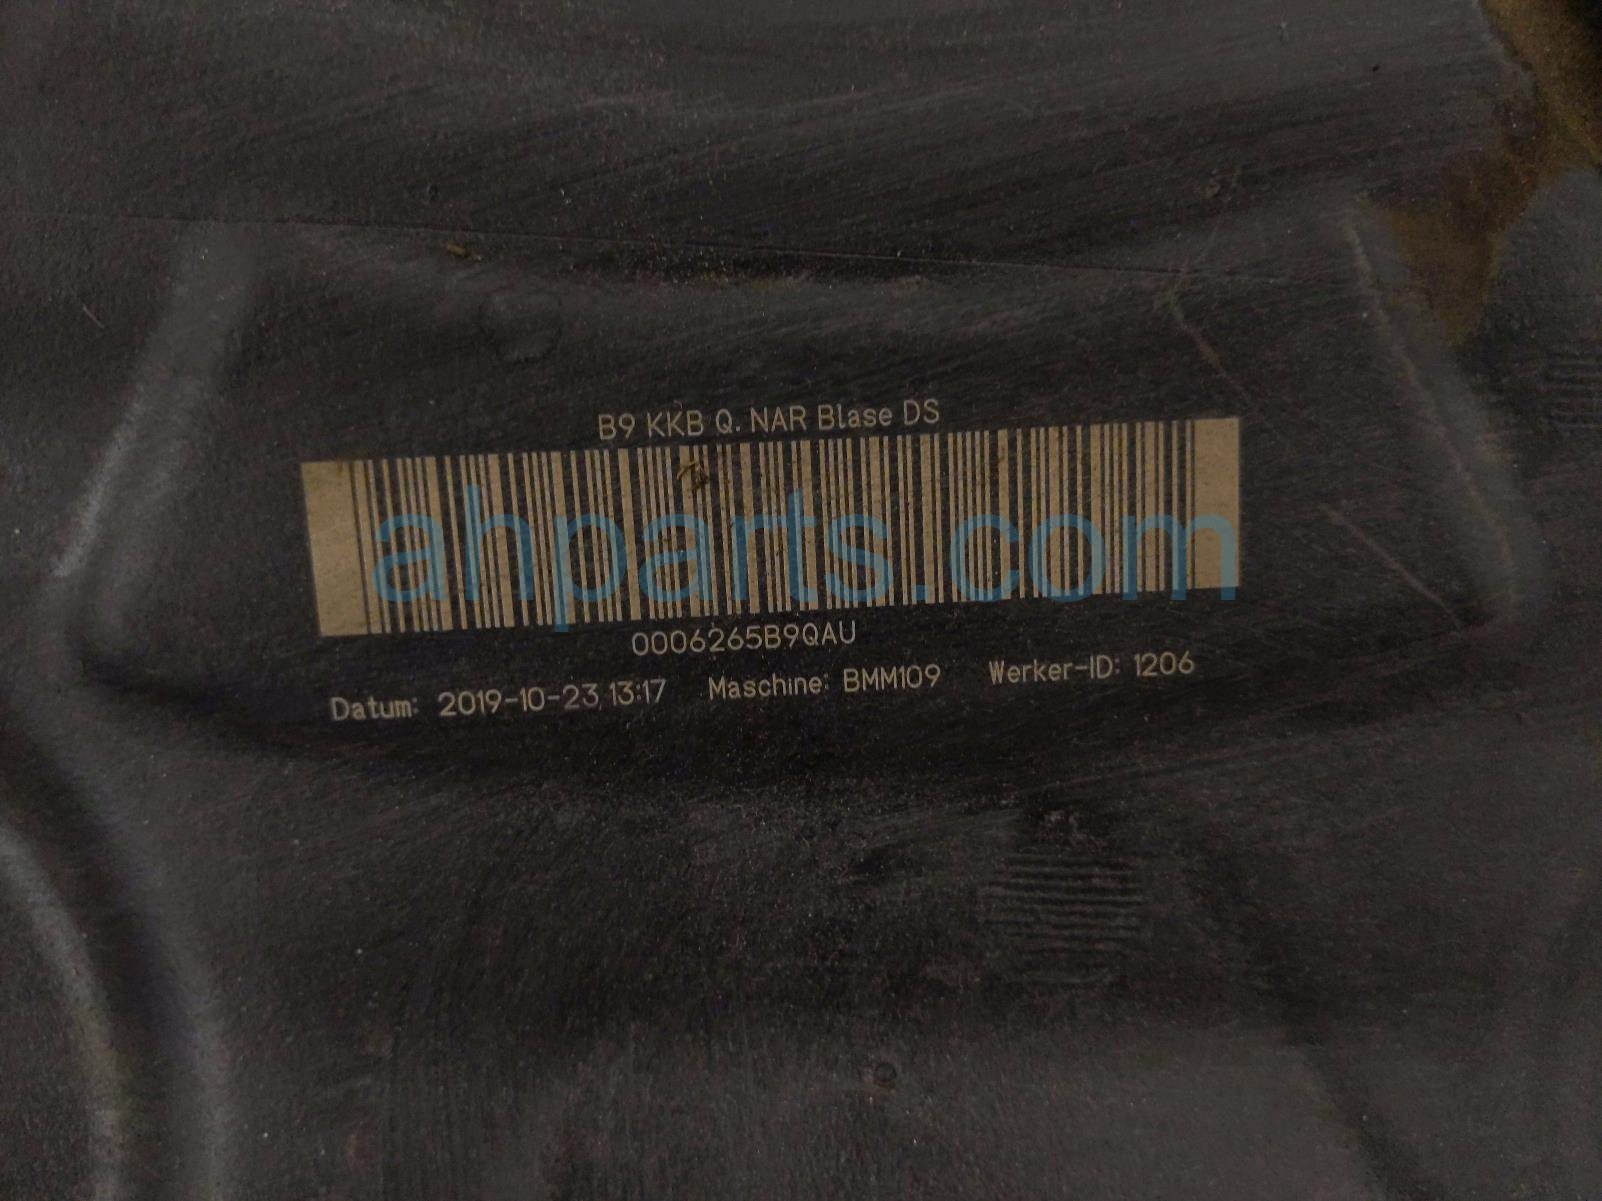 B9 KKB Q. NAR Blase DS
ahparts.com
0006265B9QAU
Datum: 2019-10-23 13:17 Maschine: BMM109 Werker-ID: 1206